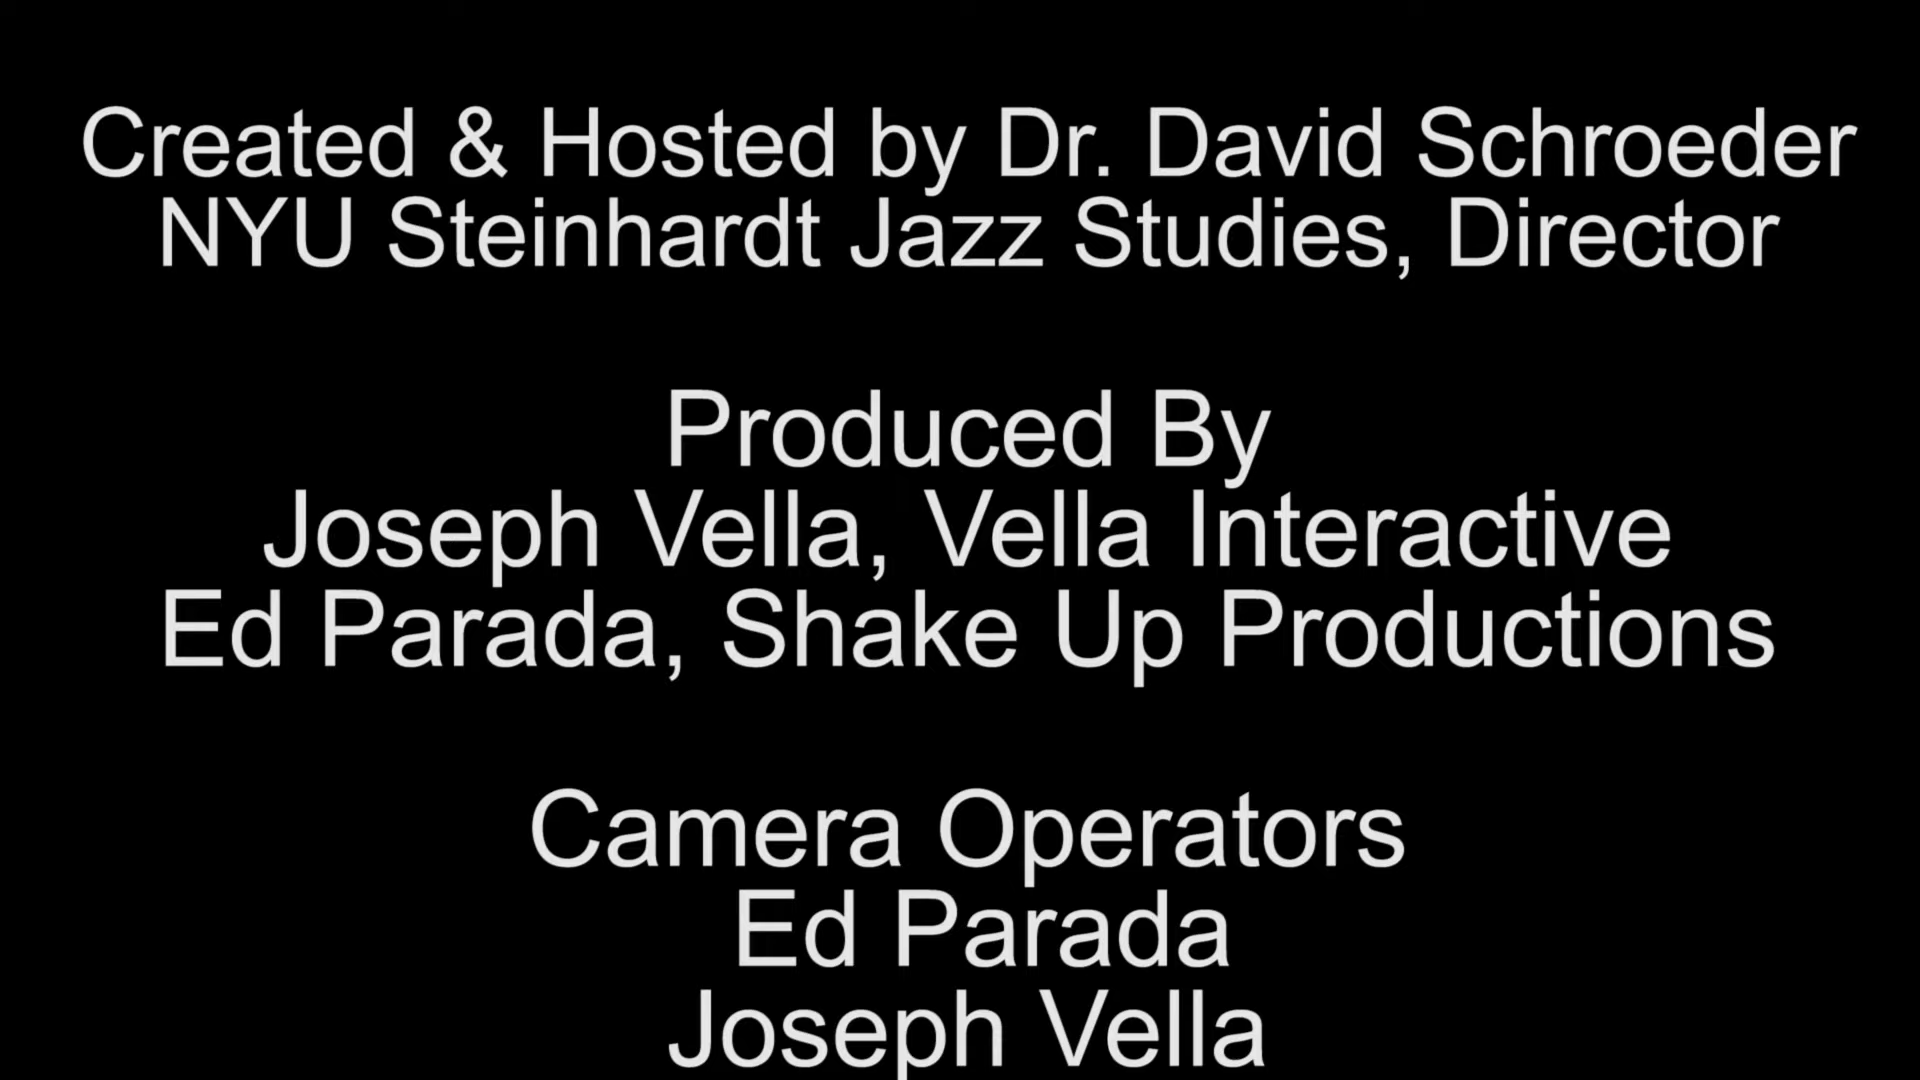 Created & Hosted by Dr. David Schroeder
NYU Steinhardt Jazz Studies, Director
Produced By
Joseph Vella, Vella Interactive
Ed Parada, Shake Up Productions
Camera Operators
Ed Parada
Joseph Vella